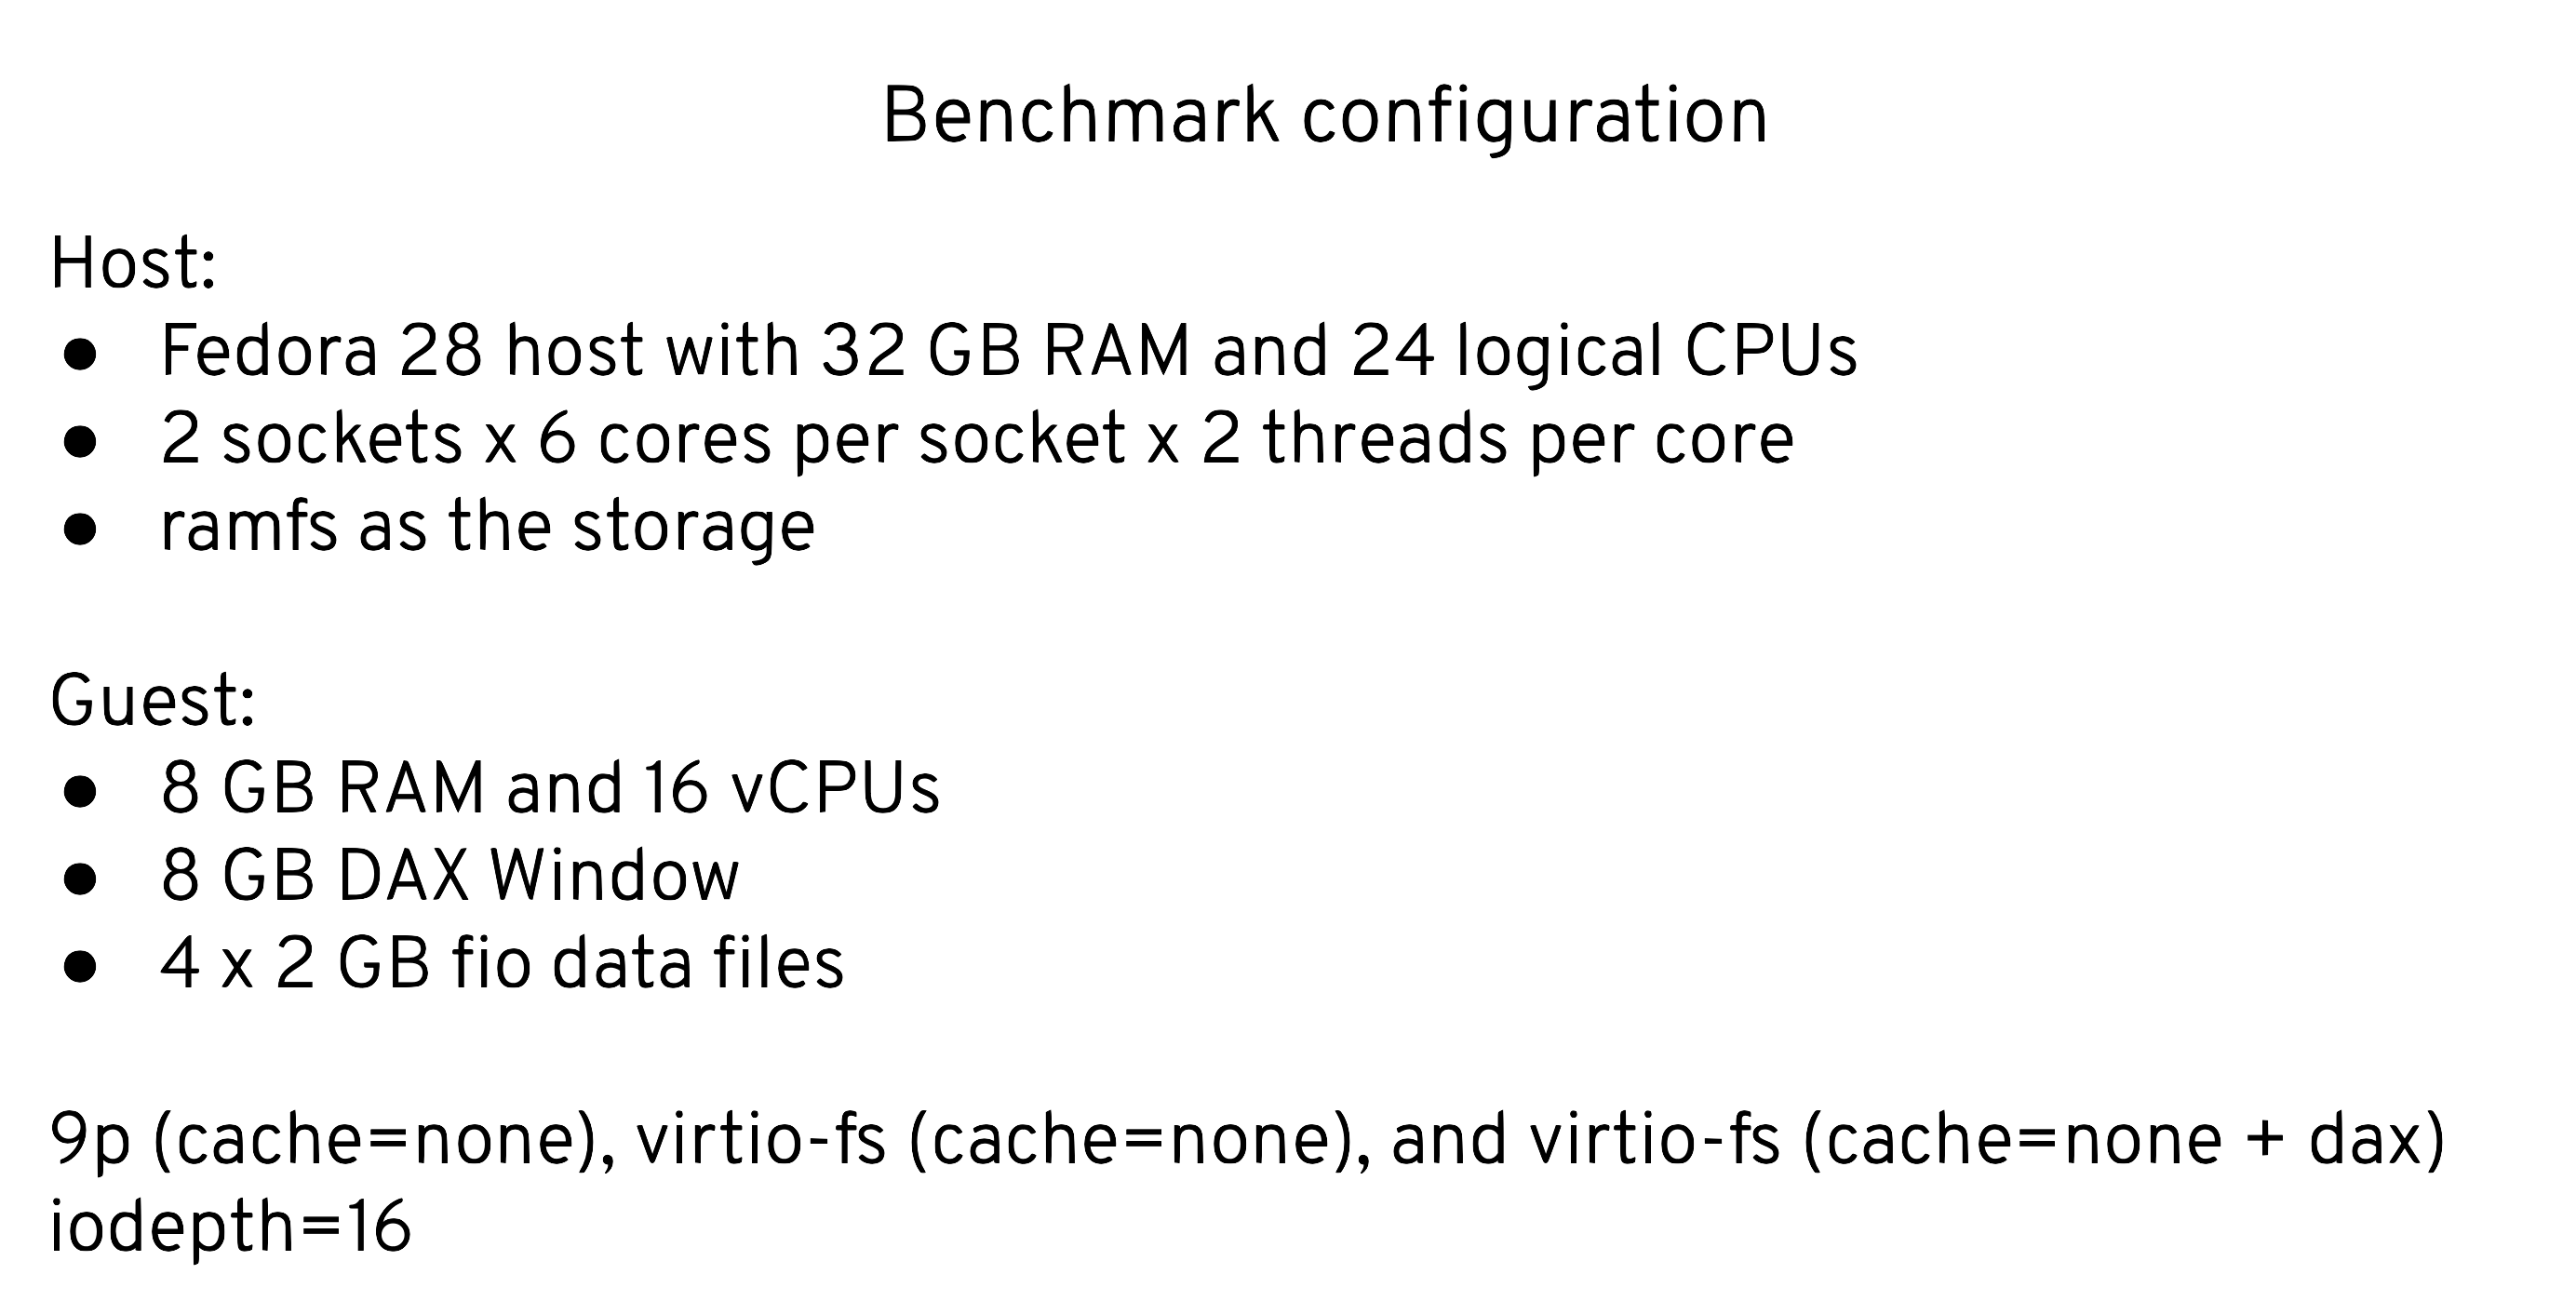 Benchmark configuration
Host:
● Fedora 28 host with 32 GB RAM and 24 logical CPUs
● 2 sockets x 6 cores per socket x 2 threads per core
● ramfs as the storage
Guest:
● 8 GB RAM and 16 vCPUs
● 8 GB DAX Window
● 4 x 2 GB fio data files
9p (cache=none), virtio-fs (cache=none), and virtio-fs (cache=none + dax)
iodepth=16